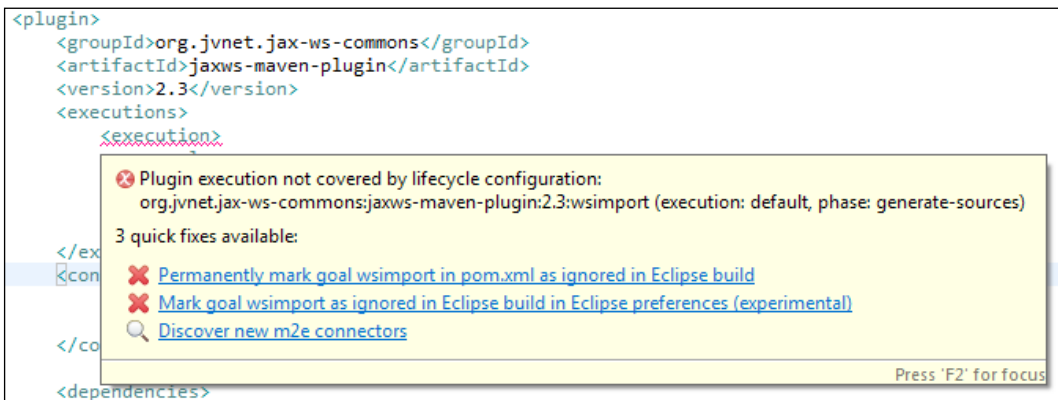 <plugin>
<groupId>org.jvnet.jax-ws-commons</groupId>
<artifactId>jaxws-maven-plugin</artifactId>
<version>2.3</version>
<executions>
<execution>
Plugin execution not covered by lifecycle configuration:
org.jvnet.jax-ws-commons:jaxws-maven-plugin:2.3:wsimport (execution: default, phase: generate-sources)
3 quick fixes available:
</ex
Permanently mark goal wsimport in pom.xml as ignored in Eclipse build
<con
Mark goal wsimport as ignored in Eclipse build in Eclipse preferences (experimental)
Discover new m2e connectors
</co
Press 'F2' for focus
<dependencies>